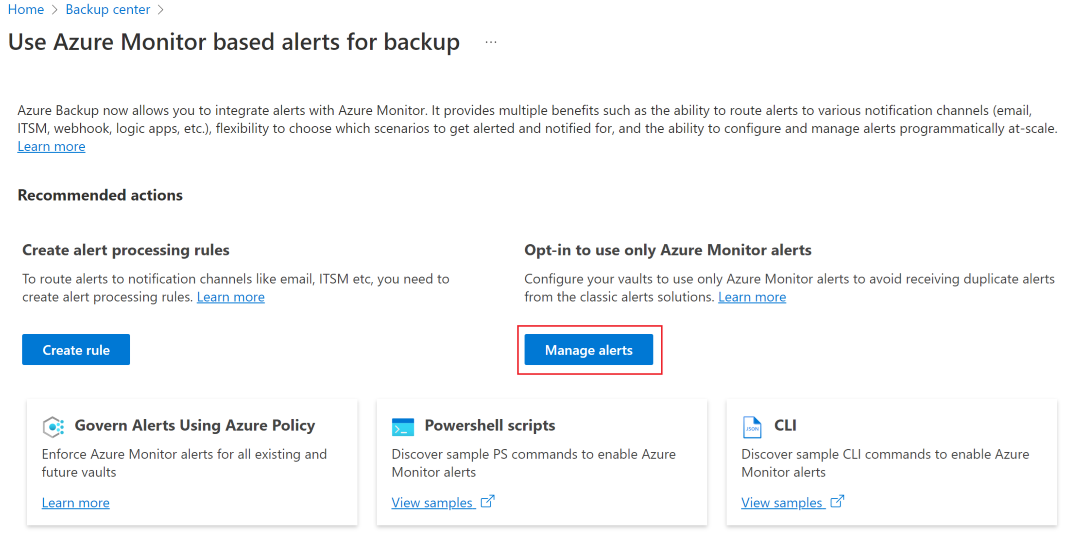 Home > Backup center >
Use Azure Monitor based alerts for backup ...
Azure Backup now allows you to integrate alerts with Azure Monitor. It provides multiple benefits such as the ability to route alerts to various notification channels (email,
ITSM, webhook, logic apps, etc.), flexibility to choose which scenarios to get alerted and notified for, and the ability to configure and manage alerts programmatically at-scale.
Learn more
Recommended actions
Create alert processing rules
To route alerts to notification channels like email, ITSM etc, you need to
create alert processing rules. Learn more
Create rule
Opt-in to use only Azure Monitor alerts
Configure your vaults to use only Azure Monitor alerts to avoid receiving duplicate alerts
from the classic alerts solutions. Learn more
Manage alerts
Govern Alerts Using Azure Policy
Enforce Azure Monitor alerts for all existing and
future vaults
Learn more
Powershell scripts
Discover sample PS commands to enable Azure
Monitor alerts
View samples
JSON
CLI
Discover sample CLI commands to enable Azure
Monitor alerts
View samples